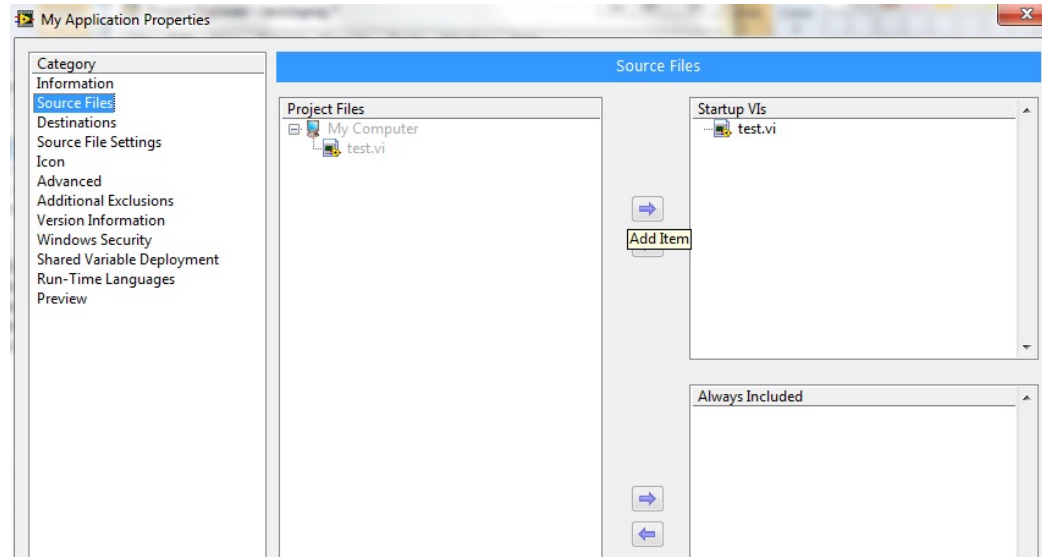 My Application Properties
Category
Information
Source Files
Destinations
Source File Settings
Icon
Advanced
Additional Exclusions
Version Information
Windows Security
Shared Variable Deployment
Run-Time Languages
Preview
Source Files
Project Files
My Computer
test.vi
Add Item
Startup VIs
test.vi
Always Included